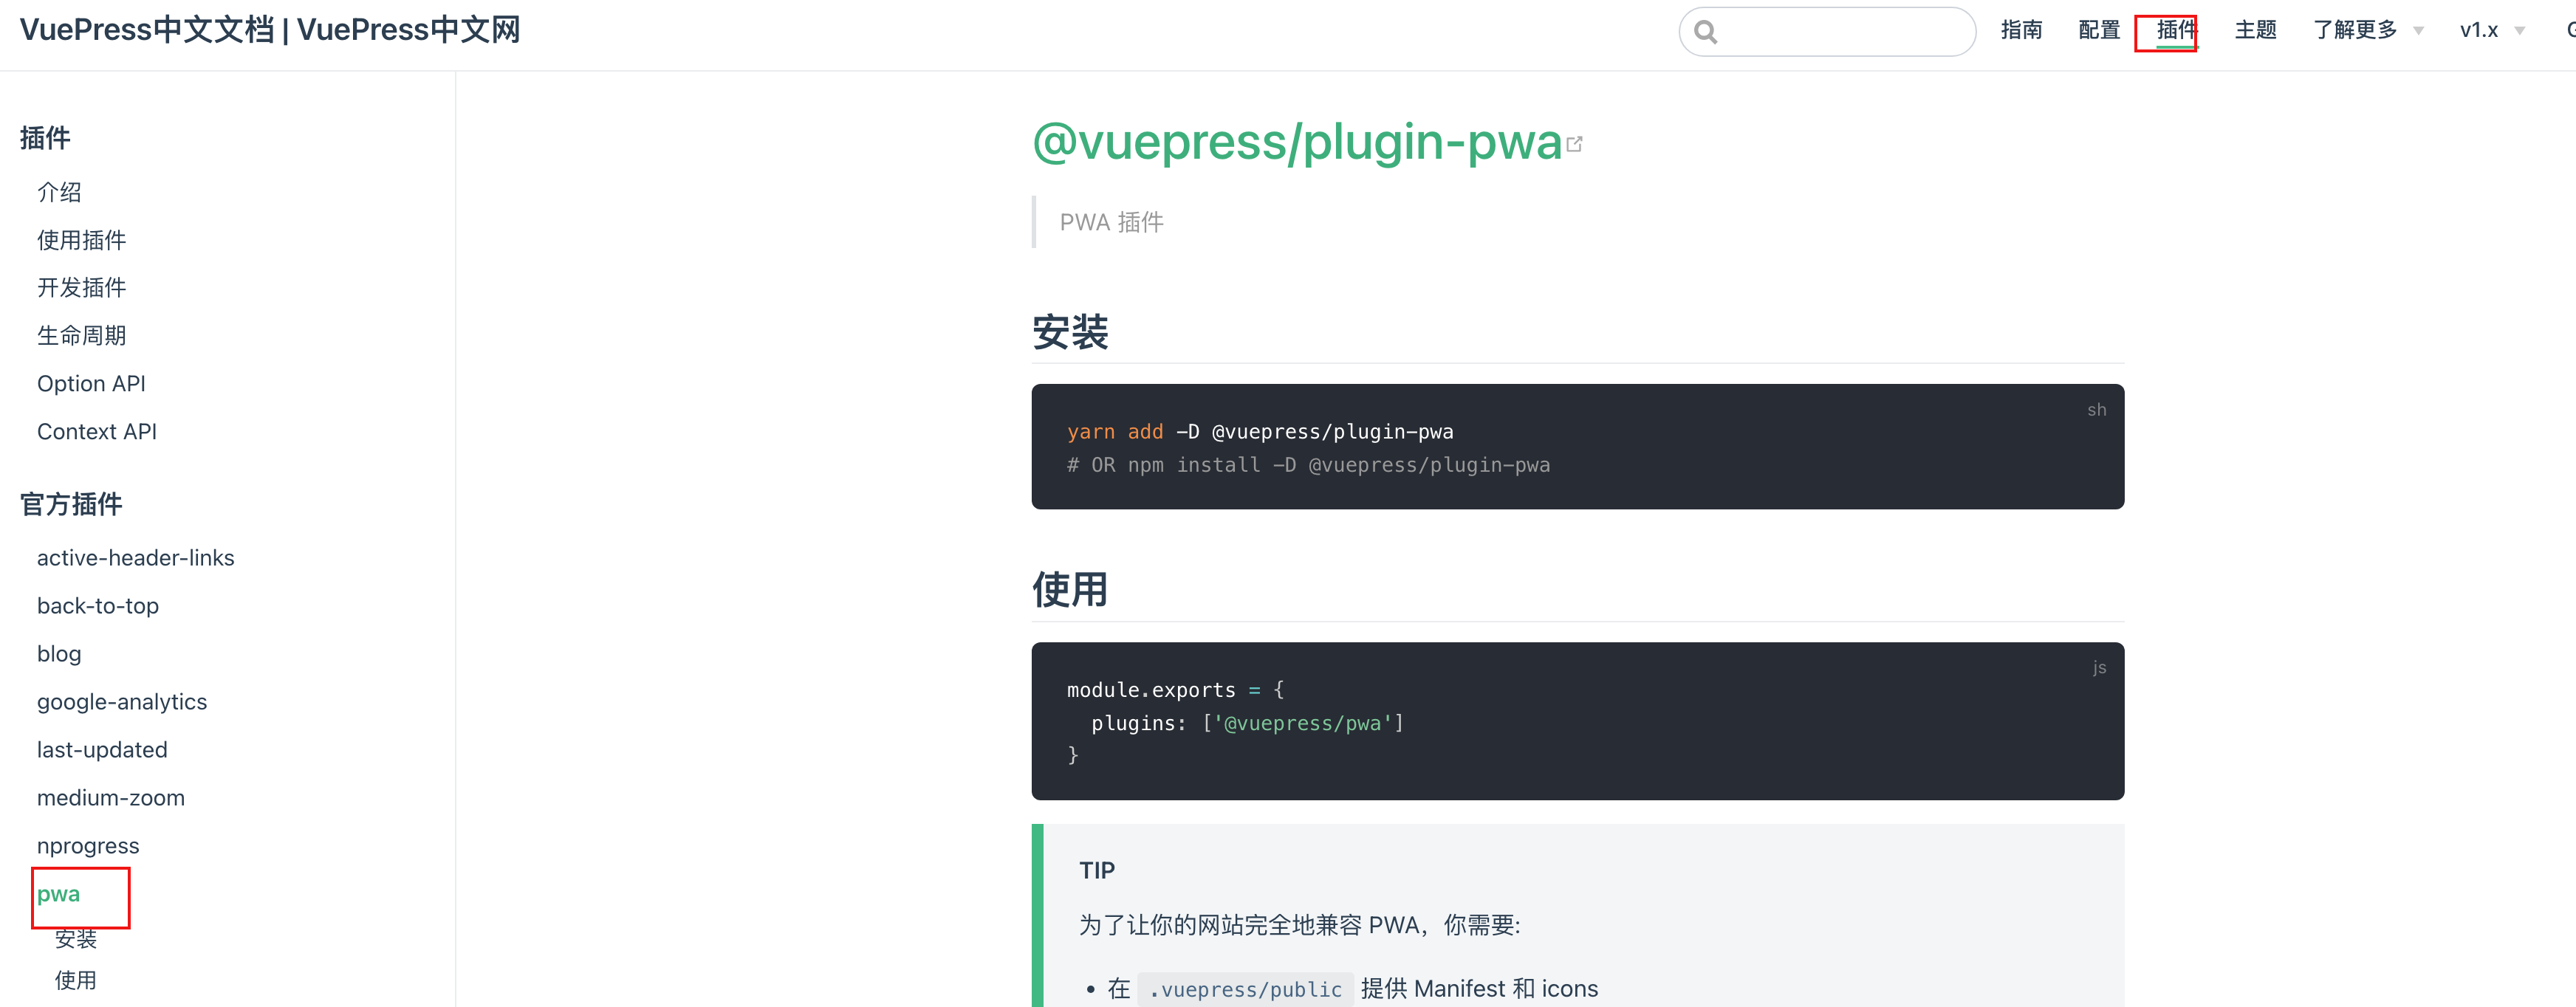 VuePress中文文档 | VuePress中文网
指南 配置 插件 主题 了解更多 v1.x
插件
介绍
使用插件
开发插件
生命周期
Option API
Context API
官方插件
active-header-links
back-to-top
blog
google-analytics
last-updated
medium-zoom
nprogress
pwa
安装
使用
@vuepress/plugin-pwa
PWA 插件
安装
sh
yarn add -D @vuepress/plugin-pwa
# OR npm install -D @vuepress/plugin-pwa
使用
js
module.exports = {
  plugins: ['@vuepress/pwa']
}
TIP
为了让你的网站完全地兼容 PWA，你需要:
• 在 .vuepress/public 提供 Manifest 和 icons